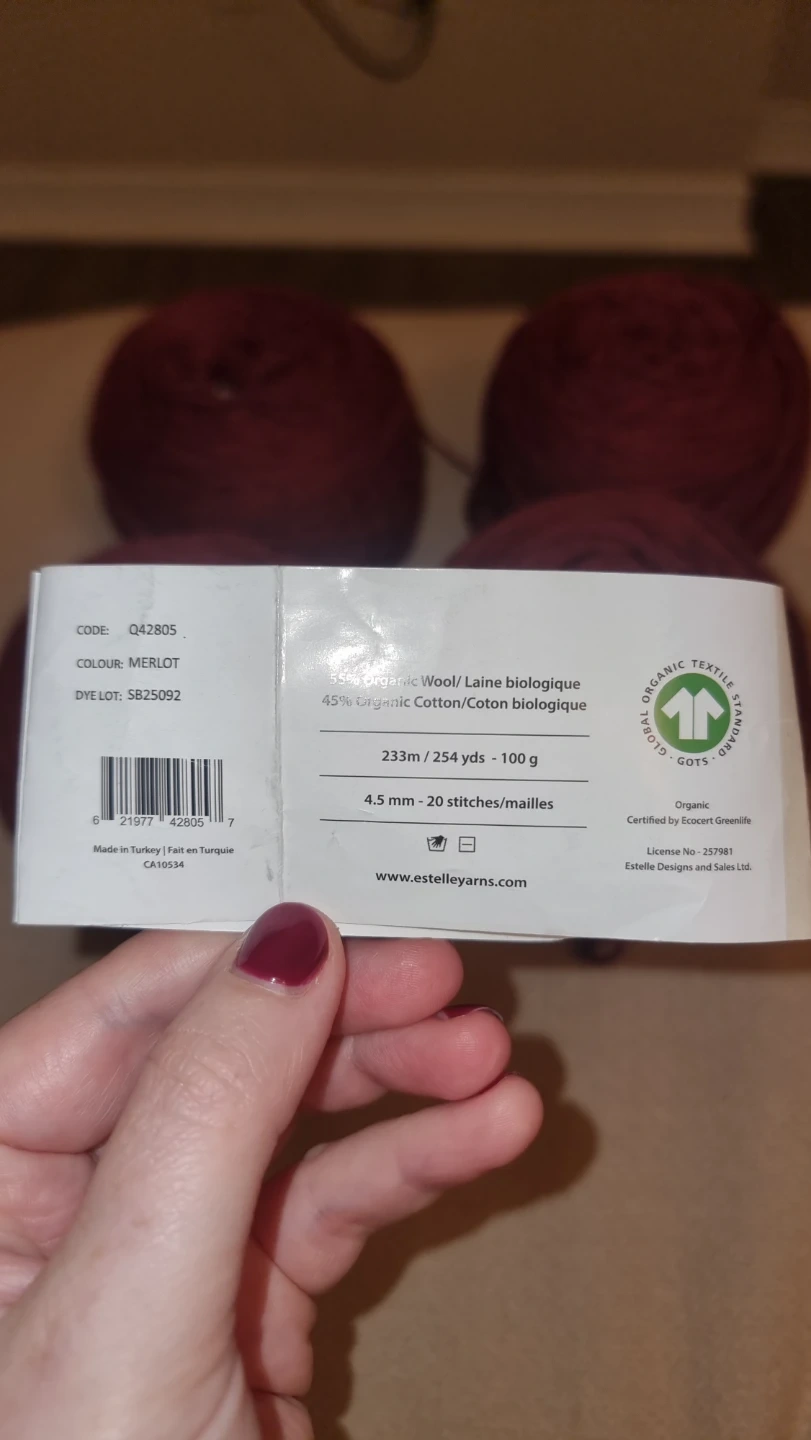 CODE: Q42805
COLOUR: MERLOT
DYE LOT: SB25092
6 21977 42805 7
Made in Turkey | Fait en Turquie
CA10534
55% Organic Wool/ Laine biologique
45% Organic Cotton/Coton biologique
233m / 254 yds - 100 g
4.5 mm - 20 stitches/mailles
www.estelleyarns.com
GLOBAL ORGANIC TEXTILE STANDARD · GOTS ·
Organic
Certified by Ecocert Greenlife
License No - 257981
Estelle Designs and Sales Ltd.